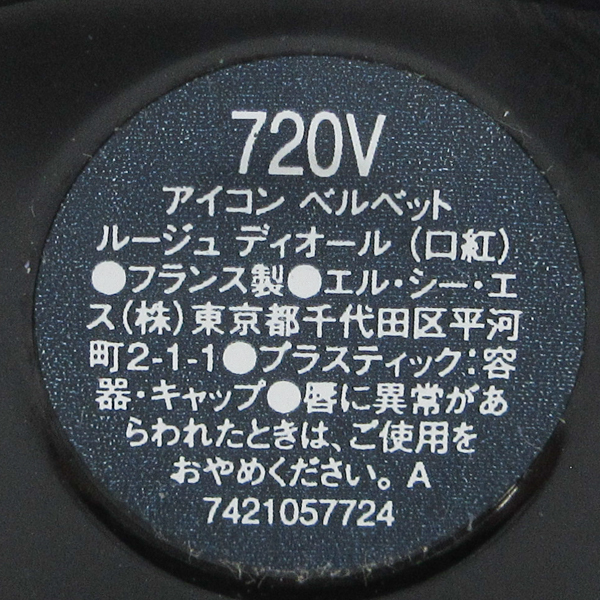 720V
アイコン ベルベット
ルージュ ディオール (口紅)
●フランス製●エル・シー・エ
ス(株)東京都千代田区平河
町2-1-1●プラスティック:容
器・キャップ●唇に異常があ
らわれたときは、ご使用を
おやめください。 A
7421057724